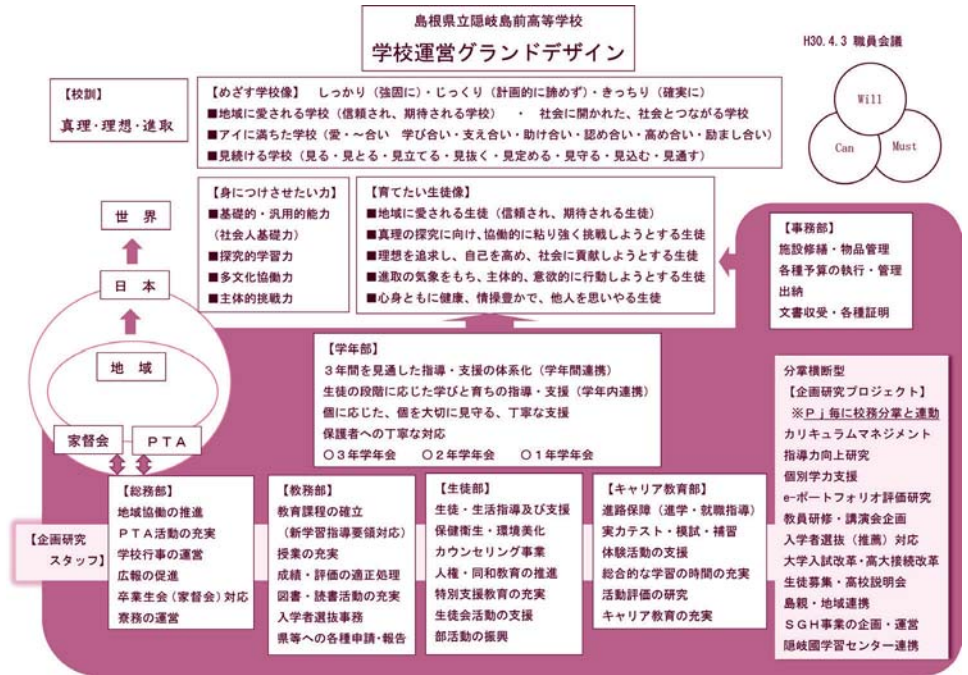 島根県立隠岐島前高等学校
学校運営グランドデザイン
H30.4.3 職員会議
Will
Can
Must
【校訓】
真理・理想・進取
【めざす学校像】 しっかり(強固に)・じっくり(計画的に諦めず)・きっちり(確実に)
■地域に愛される学校(信頼され、期待される学校) ・ 社会に開かれた、社会とつながる学校
■アイに満ちた学校(愛・~合い 学び合い・支え合い・助け合い・認め合い・高め合い・励まし合い)
■見続ける学校(見る・見とる・見立てる・見抜く・見定める・見守る・見込む・見通す)
【身につけさせたい力】
■基礎的・汎用的能力
(社会人基礎力)
■探究的学習力
■多文化協働力
■主体的挑戦力
【育てたい生徒像】
■地域に愛される生徒(信頼され、期待される生徒)
■真理の探究に向け、協働的に粘り強く挑戦しようとする生徒
■理想を追求し、自己を高め、社会に貢献しようとする生徒
■進取の気象をもち、主体的、意欲的に行動しようとする生徒
■心身ともに健康、情操豊かで、他人を思いやる生徒
【事務部】
施設修繕・物品管理
各種予算の執行・管理
出納
文書収受・各種証明
世 界
日 本
地 域
家督会
PTA
【学年部】
3年間を見通した指導・支援の体系化(学年間連携)
生徒の段階に応じた学びと育ちの指導・支援(学年内連携)
個に応じた、個を大切に見守る、丁寧な支援
保護者への丁寧な対応
○3年学年会 ○2年学年会 ○1年学年会
【企画研究
スタッフ】
【総務部】
地域協働の推進
PTA活動の充実
学校行事の運営
広報の促進
卒業生会(家督会)対応
寮務の運営
【教務部】
教育課程の確立
(新学習指導要領対応)
授業の充実
成績・評価の適正処理
図書・読書活動の充実
入学者選抜事務
県等への各種申請・報告
【生徒部】
生徒・生活指導及び支援
保健衛生・環境美化
カウンセリング事業
人権・同和教育の推進
特別支援教育の充実
生徒会活動の支援
部活動の振興
【キャリア教育部】
進路保障(進学・就職指導)
実力テスト・模試・補習
体験活動の支援
総合的な学習の時間の充実
活動評価の研究
キャリア教育の充実
分掌横断型
【企画研究プロジェクト】
※Pj毎に校務分掌と連動
カリキュラムマネジメント
指導力向上研究
個別学力支援
e-ポートフォリオ評価研究
教員研修・講演会企画
入学者選抜(推薦)対応
大学入試改革・高大接続改革
生徒募集・高校説明会
島親・地域連携
SGH事業の企画・運営
隠岐國学習センター連携